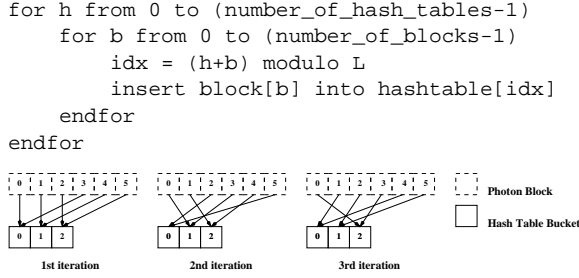 for h from 0 to (number_of_hash_tables-1)
for b from 0 to (number_of_blocks-1)
idx = (h+b) modulo L
insert block[b] into hashtable[idx]
endfor
endfor
0 1 2 3 4 5
0 1 2 3 4 5
0 1 2 3 4 5
Photon Block
0 1 2
0 1 2
0 1 2
Hash Table Bucket
1st iteration
2nd iteration
3rd iteration